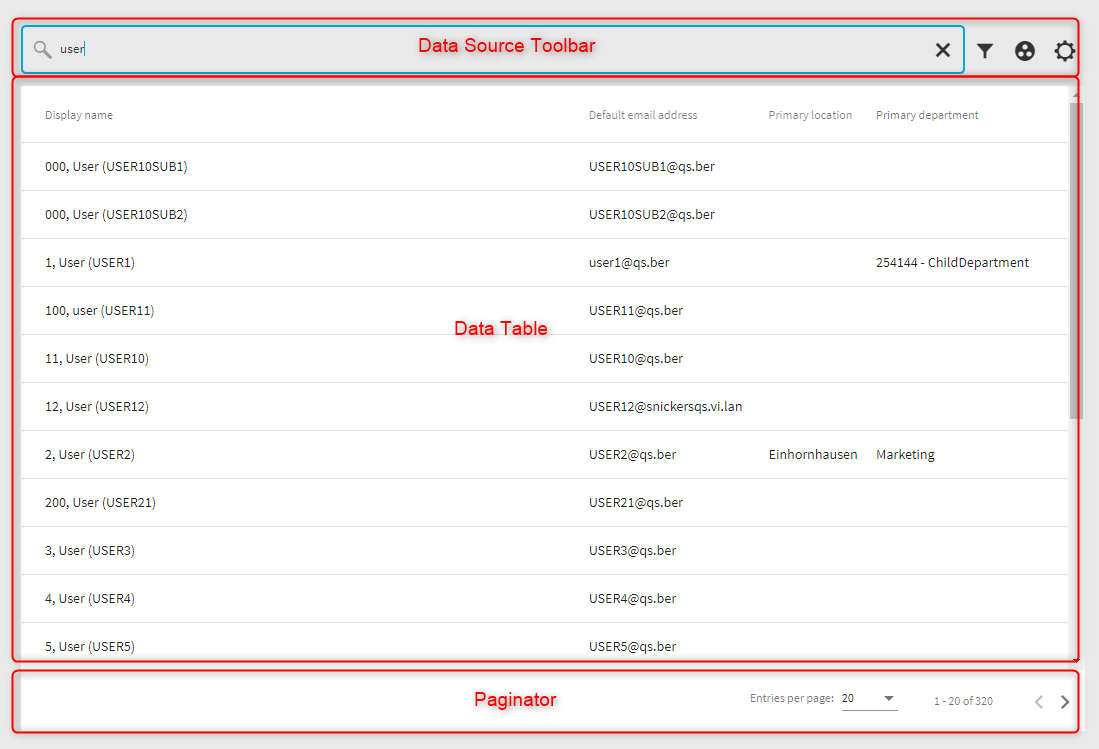 user
Data Source Toolbar
Display name Default email address Primary location Primary department
000, User (USER10SUB1) USER10SUB1@qs.ber
000, User (USER10SUB2) USER10SUB2@qs.ber
1, User (USER1) user1@qs.ber 254144 - ChildDepartment
100, user (USER11) USER11@qs.ber
Data Table
11, User (USER10) USER10@qs.ber
12, User (USER12) USER12@snickersqs.vi.lan
2, User (USER2) USER2@qs.ber Einhornhausen Marketing
200, User (USER21) USER21@qs.ber
3, User (USER3) USER3@qs.ber
4, User (USER4) USER4@qs.ber
5, User (USER5) USER5@qs.ber
Paginator
Entries per page: 20 1 - 20 of 320